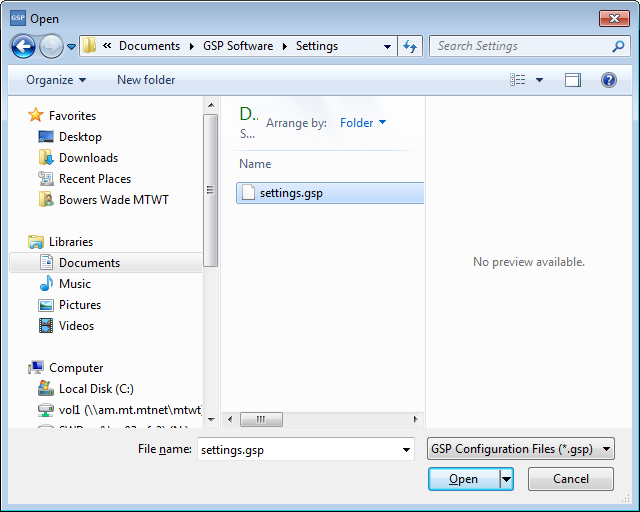 GSP Open
« Documents GSP Software Settings Search Settings
Organize New folder
Favorites
Desktop
Downloads
Recent Places
Bowers Wade MTWT
Libraries
Documents
Music
Pictures
Videos
Computer
Local Disk (C:)
vol1 (\\am.mt.mtnet\mtwt
D...
S...
Arrange by: Folder
Name
settings.gsp
No preview available.
File name: settings.gsp GSP Configuration Files (*.gsp)
Open Cancel